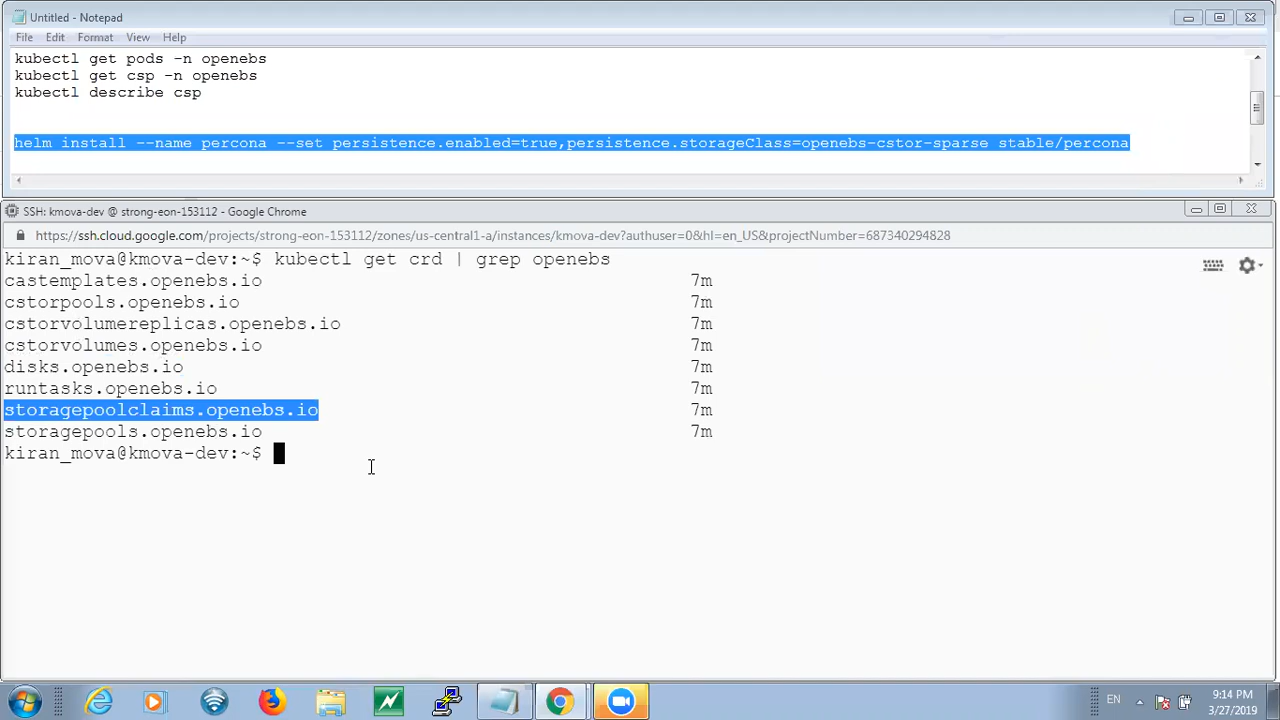 Untitled - Notepad
File Edit Format View Help
kubectl get pods -n openebs
kubectl get csp -n openebs
kubectl describe csp
helm install --name percona --set persistence.enabled=true,persistence.storageClass=openebs-cstor-sparse stable/percona
SSH: kmova-dev @ strong-eon-153112 - Google Chrome
https://ssh.cloud.google.com/projects/strong-eon-153112/zones/us-central1-a/instances/kmova-dev?authuser=0&hl=en_US&projectNumber=687340294828
kiran_mova@kmova-dev:~$ kubectl get crd | grep openebs
castemplates.openebs.io 7m
cstorpools.openebs.io 7m
cstorvolumereplicas.openebs.io 7m
cstorvolumes.openebs.io 7m
disks.openebs.io 7m
runtasks.openebs.io 7m
storagepoolclaims.openebs.io 7m
storagepools.openebs.io 7m
kiran_mova@kmova-dev:~$
EN
9:14 PM
3/27/2019